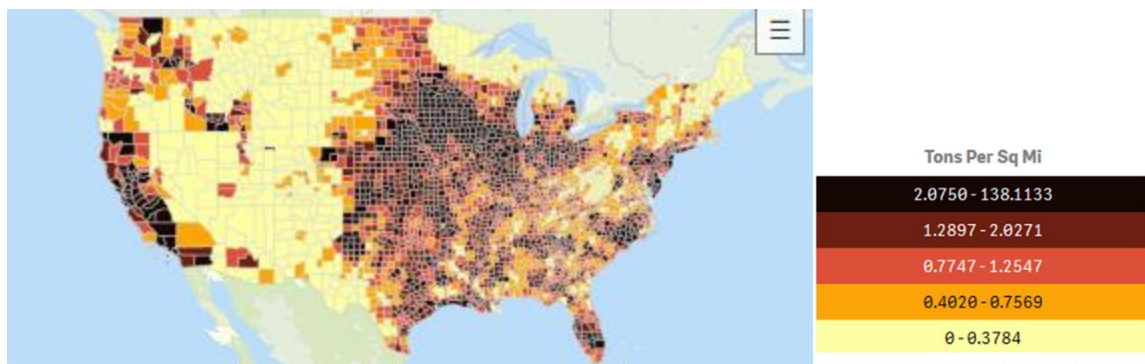 Tons Per Sq Mi
2.0750 - 138.1133
1.2897 - 2.0271
0.7747 - 1.2547
0.4020 - 0.7569
0 - 0.3784